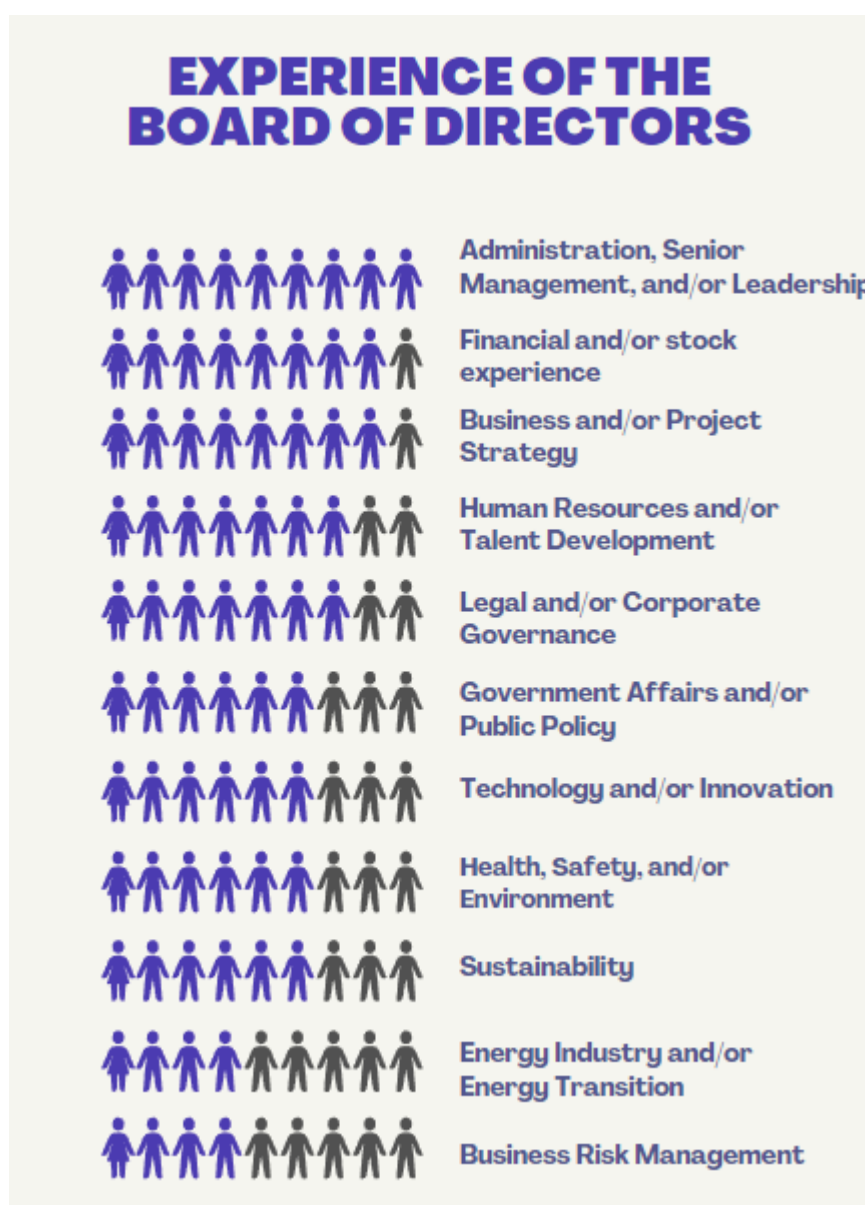 EXPERIENCE OF THE
BOARD OF DIRECTORS
Administration, Senior
Management, and/or Leadership
Financial and/or stock
experience
Business and/or Project
Strategy
Human Resources and/or
Talent Development
Legal and/or Corporate
Governance
Government Affairs and/or
Public Policy
Technology and/or Innovation
Health, Safety, and/or
Environment
Sustainability
Energy Industry and/or
Energy Transition
Business Risk Management